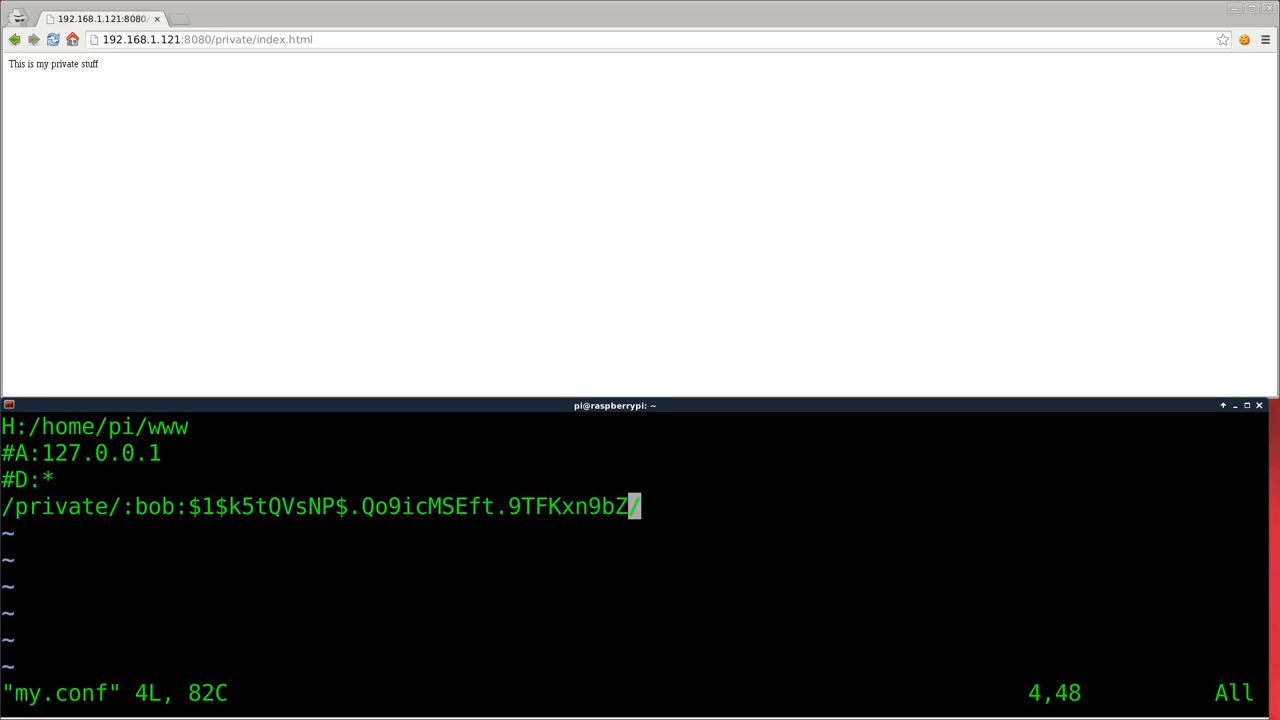 192.168.1.121:8080/
192.168.1.121:8080/private/index.html
This is my private stuff
pi@raspberrypi: ~
H:/home/pi/www
#A:127.0.0.1
#D:*
/private/:bob:$1$k5tQVsNP$.Qo9icMSEft.9TFKxn9bZ/
~
~
~
~
~
~
"my.conf" 4L, 82C 4,48 All